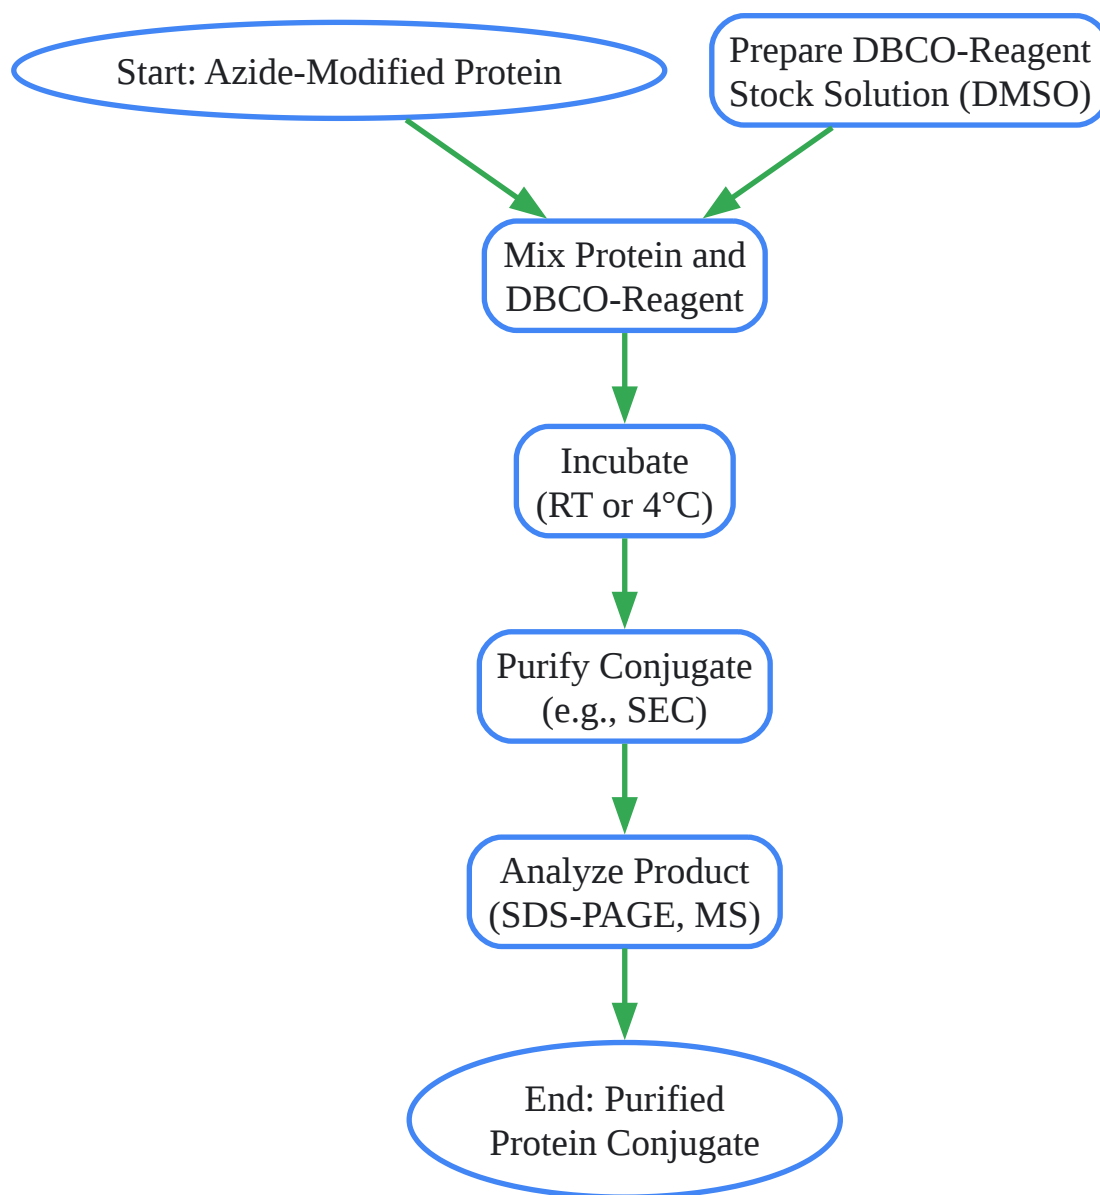 Start: Azide-Modified Protein
Prepare DBCO-Reagent
Stock Solution (DMSO)
Mix Protein and
DBCO-Reagent
Incubate
(RT or 4°C)
Purify Conjugate
(e.g., SEC)
Analyze Product
(SDS-PAGE, MS)
End: Purified
Protein Conjugate